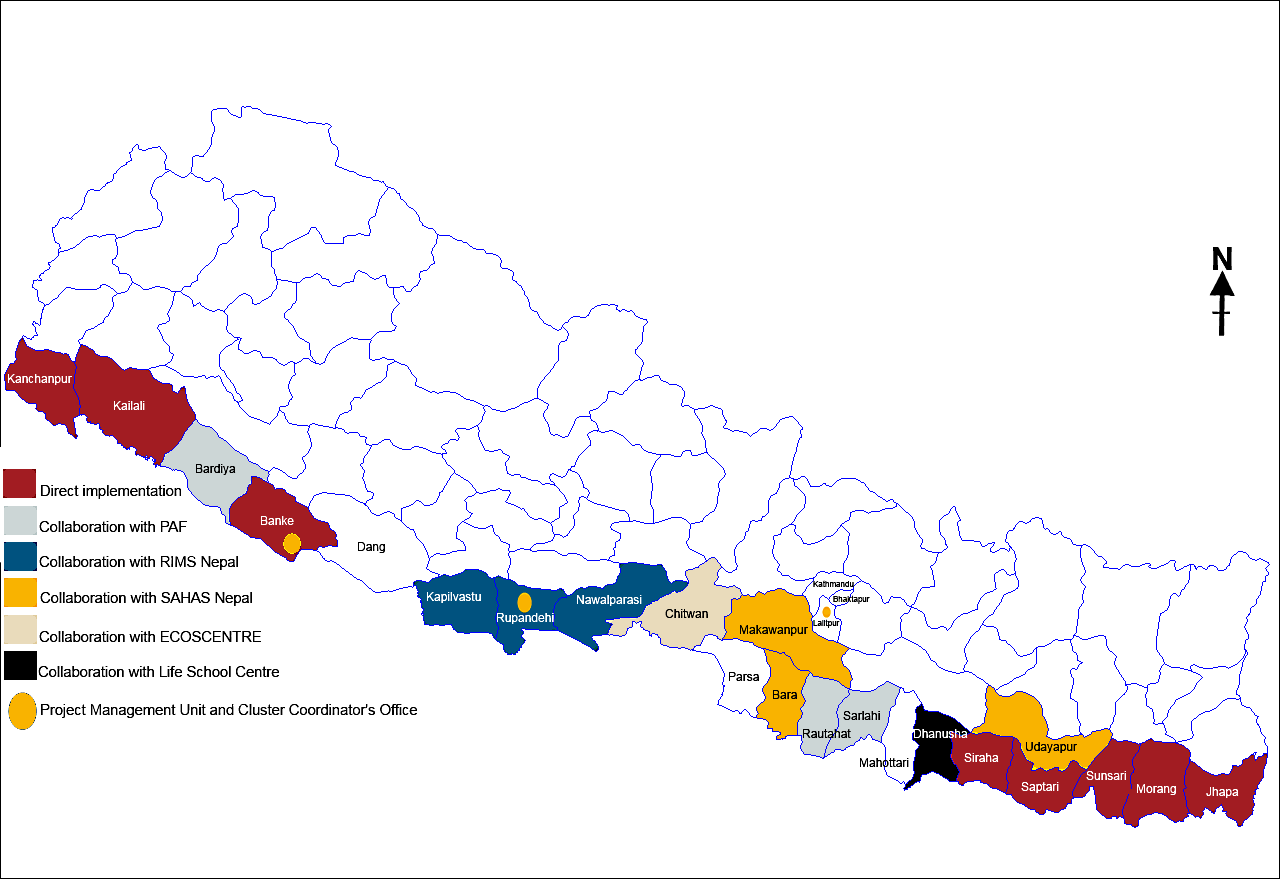 N
Kanchanpur
Kailali
Bardiya
Banke
Dang
Kapilvastu
Rupandehi
Nawalparasi
Chitwan
Makawanpur
Kathmandu
Bhaktapur
Lalitpur
Parsa
Bara
Rautahat
Sarlahi
Mahottari
Dhanusha
Siraha
Saptari
Udayapur
Sunsari
Morang
Jhapa
Direct implementation
Collaboration with PAF
Collaboration with RIMS Nepal
Collaboration with SAHAS Nepal
Collaboration with ECOSCENTRE
Collaboration with Life School Centre
Project Management Unit and Cluster Coordinator's Office